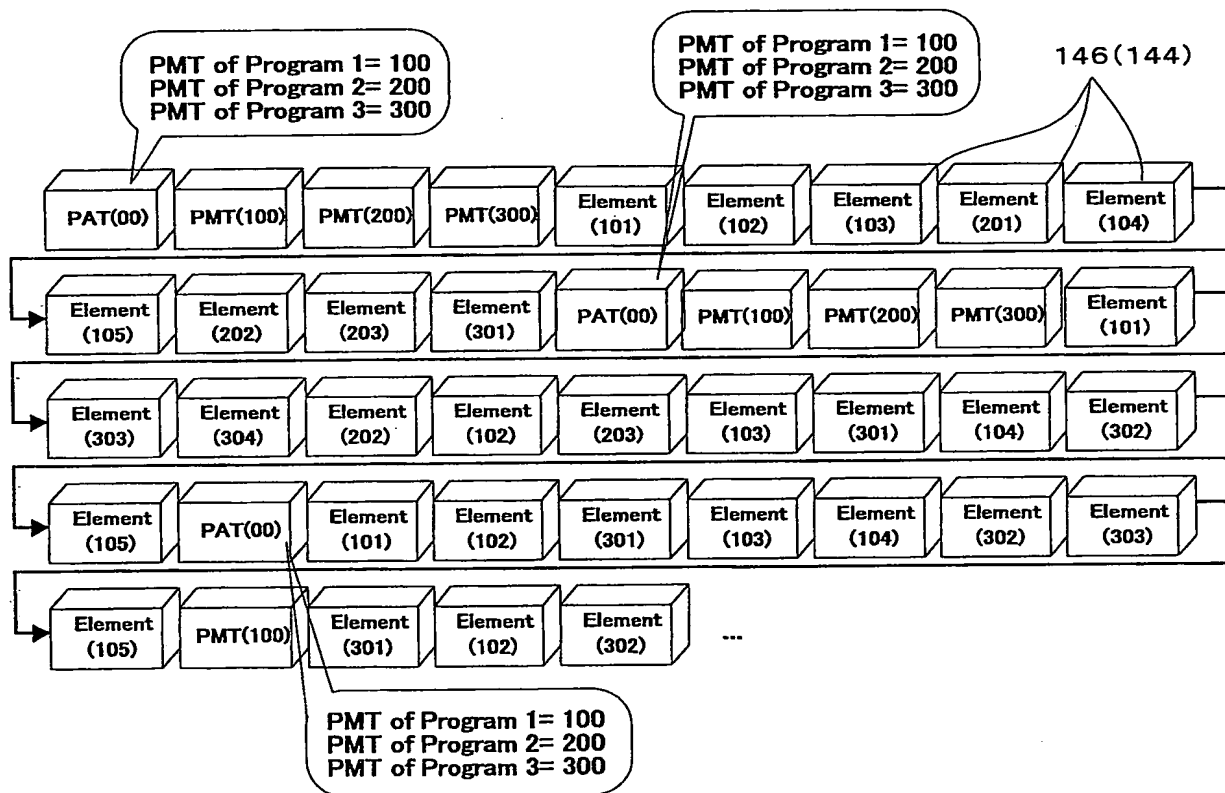 PMT of Program 1= 100
PMT of Program 2= 200
PMT of Program 3= 300
PMT of Program 1= 100
PMT of Program 2= 200
PMT of Program 3= 300
146(144)
PAT(00)
PMT(100)
PMT(200)
PMT(300)
Element
(101)
Element
(102)
Element
(103)
Element
(201)
Element
(104)
Element
(105)
Element
(202)
Element
(203)
Element
(301)
PAT(00)
PMT(100)
PMT(200)
PMT(300)
Element
(101)
Element
(303)
Element
(304)
Element
(202)
Element
(102)
Element
(203)
Element
(103)
Element
(301)
Element
(104)
Element
(302)
Element
(105)
PAT(00)
Element
(101)
Element
(102)
Element
(301)
Element
(103)
Element
(104)
Element
(302)
Element
(303)
Element
(105)
PMT(100)
Element
(301)
Element
(102)
Element
(302)
...
PMT of Program 1= 100
PMT of Program 2= 200
PMT of Program 3= 300